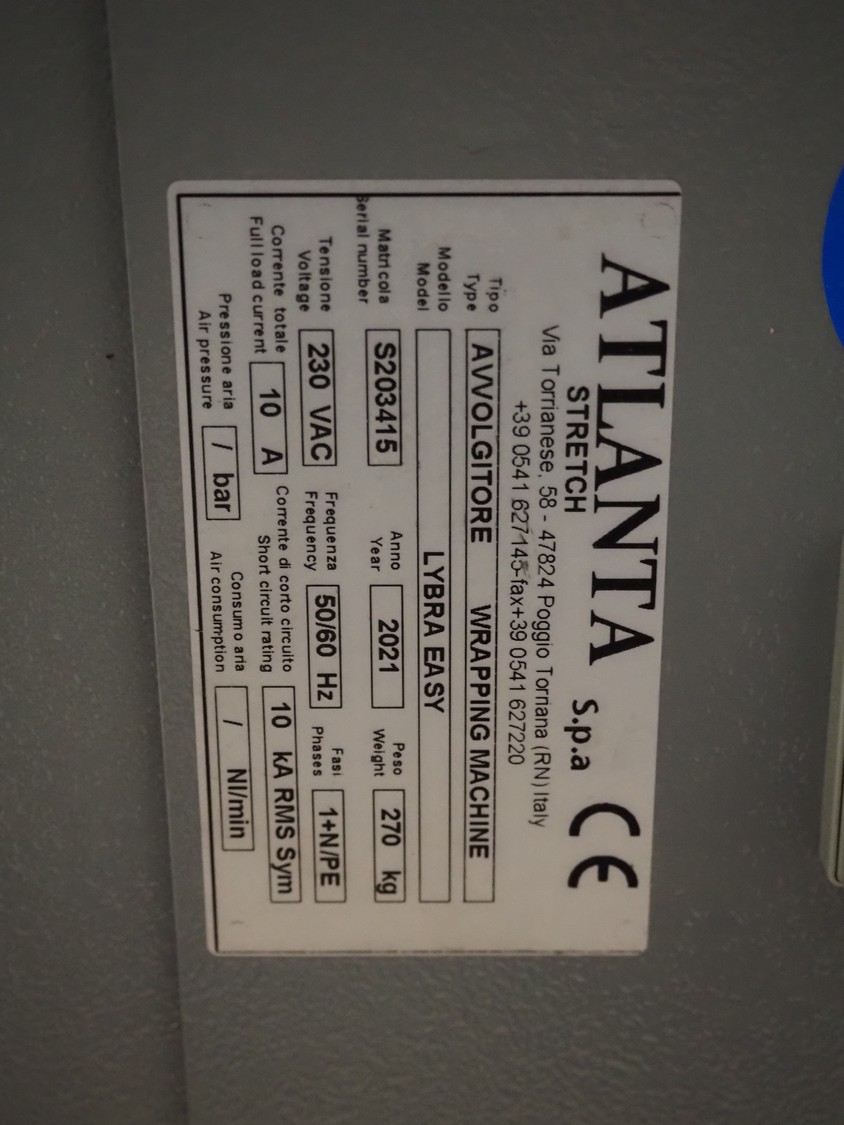 ATLANTA
STRETCH S.p.a CE
Via Torrianese, 58 - 47824 Poggio Torriana (RN) Italy
+39 0541 627145-fax+39 0541 627220
Tipo
Type AVVOLGITORE WRAPPING MACHINE
Modello
Model LYBRA EASY
Matricola
Serial number S203415 Anno
Year 2021 Peso
Weight 270 kg
Tensione
Voltage 230 VAC Frequenza
Frequency 50/60 Hz Fasi
Phases 1+N/PE
Corrente totale
Full load current 10 A Corrente di corto circuito
Short circuit rating 10 kA RMS Sym
Pressione aria
Air pressure / bar Consumo aria
Air consumption / Nl/min